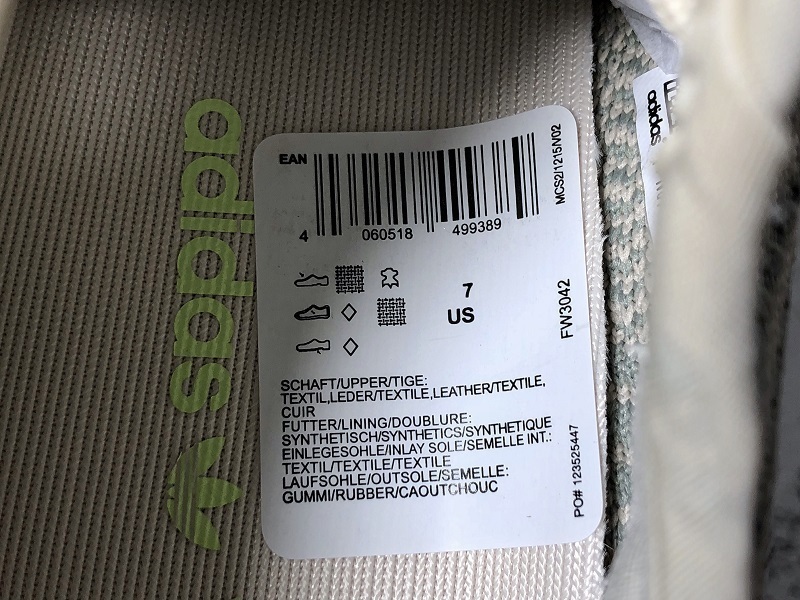 adidas
EAN
4 060518 499389
MCS2/1215/V/02
7
US
FW3042
SCHAFT/UPPER/TIGE:
TEXTIL,LEDER/TEXTILE,LEATHER/TEXTILE,
CUIR
FUTTER/LINING/DOUBLURE:
SYNTHETISCH/SYNTHETICS/SYNTHETIQUE
EINLEGESOHLE/INLAY SOLE/SEMELLE INT.:
TEXTIL/TEXTILE/TEXTILE
LAUFSOHLE/OUTSOLE/SEMELLE:
GUMMI/RUBBER/CAOUTCHOUC
PO# 123525447
adidas